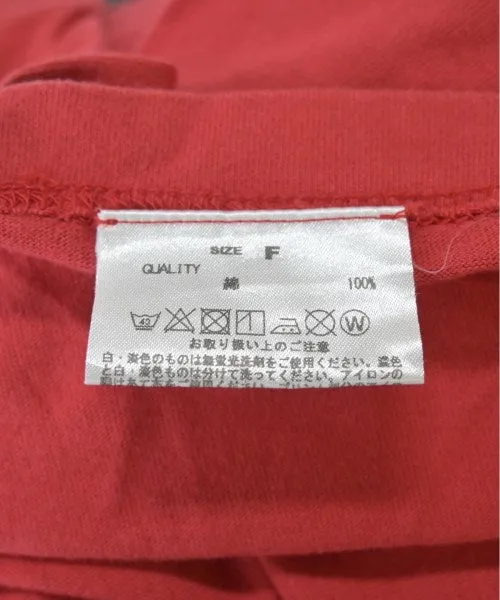 SIZE F
QUALITY
綿 100%
40 W
お取り扱い上のご注意
白・淡色のものは無蛍光洗剤をご使用ください。濃色
と白・淡色のものは分けて洗ってください。アイロンの